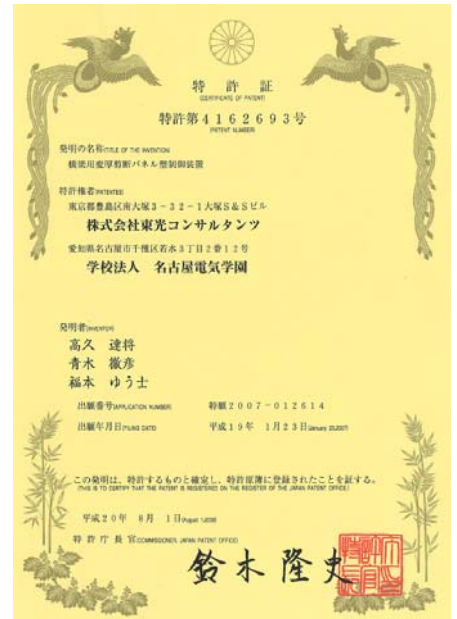 特許証
(CERTIFICATE OF PATENT)
特許第4162693号
(PATENT NUMBER)
発明の名称(TITLE OF THE INVENTION)
橋梁用変厚剪断パネル型制御装置
特許権者(PATENTEE)
東京都豊島区南大塚3-32-1大塚S&Sビル
株式会社東光コンサルタンツ
愛知県名古屋市千種区若水3丁目2番12号
学校法人 名古屋電気学園
発明者(INVENTOR)
高久 達将
青木 徹彦
福本 ゆう士
出願番号(APPLICATION NUMBER) 特願2007-012614
出願年月日(FILING DATE) 平成19年 1月23日(January 23,2007)
この発明は、特許するものと確定し、特許原簿に登録されたことを証する。
(THIS IS TO CERTIFY THAT THE PATENT IS REGISTERED ON THE REGISTER OF THE JAPAN PATENT OFFICE.)
平成20年 8月 1日(August 1,2008)
特許庁長官(COMMISSIONER, JAPAN PATENT OFFICE)
鈴木隆史